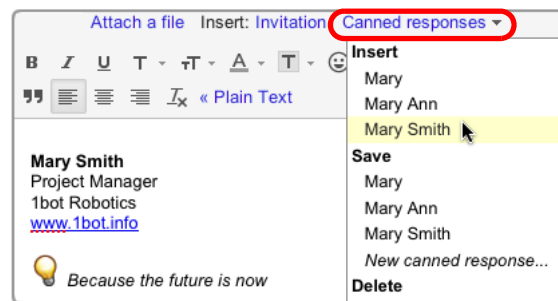 Attach a file Insert: Invitation Canned responses
B I U T T A T
" Tx « Plain Text
Insert
Mary
Mary Ann
Mary Smith
Save
Mary
Mary Ann
Mary Smith
New canned response...
Delete
Mary Smith
Project Manager
1bot Robotics
www.1bot.info
Because the future is now